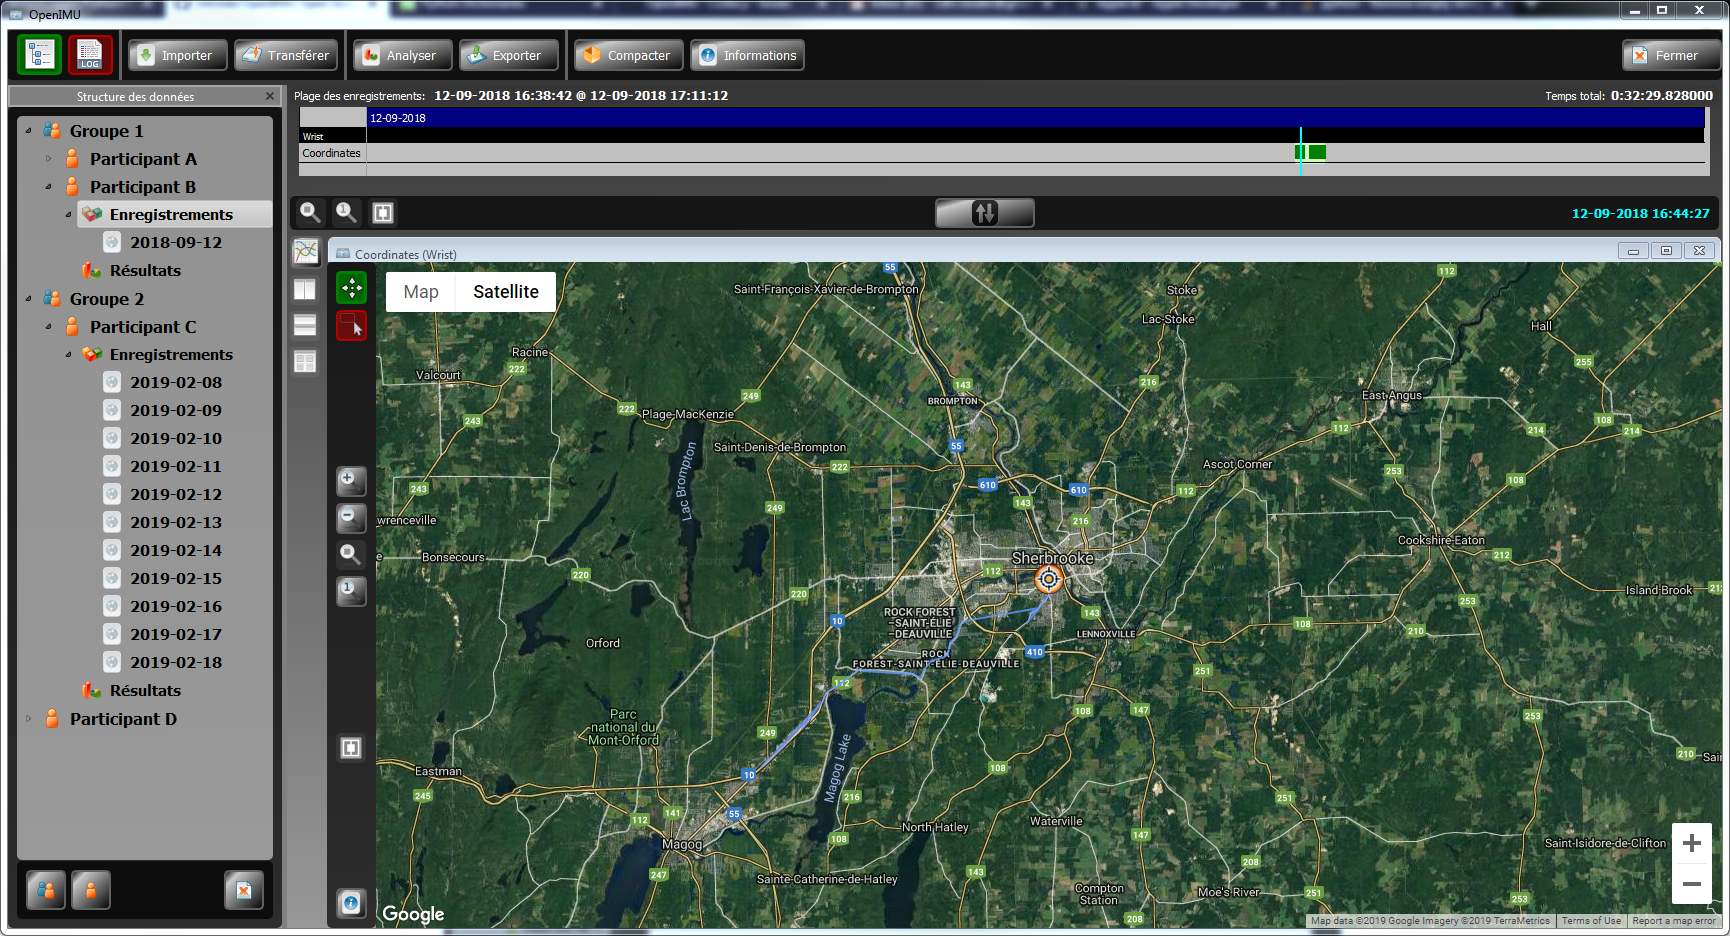 OpenIMU
LOG
Importer
Transférer
Analyser
Exporter
Compacter
Informations
Fermer
Structure des données
Groupe 1
Participant A
Participant B
Enregistrements
2018-09-12
Résultats
Groupe 2
Participant C
Enregistrements
2019-02-08
2019-02-09
2019-02-10
2019-02-11
2019-02-12
2019-02-13
2019-02-14
2019-02-15
2019-02-16
2019-02-17
2019-02-18
Résultats
Participant D
Plage des enregistrements: 12-09-2018 16:38:42 @ 12-09-2018 17:11:12
Temps total: 0:32:29.828000
12-09-2018
Wrist
Coordinates
1
12-09-2018 16:44:27
Coordinates (Wrist)
Map
Satellite
1
55
Saint-François-Xavier-de-Brompton
Stoke
112
Lac-Stoke
Hall
Racine
222
Valcourt
255
143
216
249
BROMPTON
East Angus
222
Plage-MacKenzie
243
108
112
214
214
55
Saint-Denis-de-Brompton
222
Ascot Corner
253
108
Lac Brompton
243
610
610
112
143
249
216
wrenceville
Cookshire-Eaton
212
e
Bonsecours
Sherbrooke
112
220
220
Island Brook
212
253
10
ROCK FOREST
-SAINT-ÉLIE
-DEAUVILLE
143
108
210
LENNOXVILLE
Orford
410
ROCK
FOREST-SAINT-ÉLIE-DEAUVILLE
251
112
108
147
Parc
national du
Mont-Orford
253
249
210
Sain
Magog Lake
Eastman
10
108
245
216
251
141
55
112
Waterville
North Hatley
147
108
Magog
Saint-Isidore-de-Clifton
208
247
143
Sainte-Catherine-de-Hatley
Compton
Station
Moe's River
251
253
208
Google
Map data ©2019 Google Imagery ©2019 TerraMetrics
Terms of Use
Report a map error